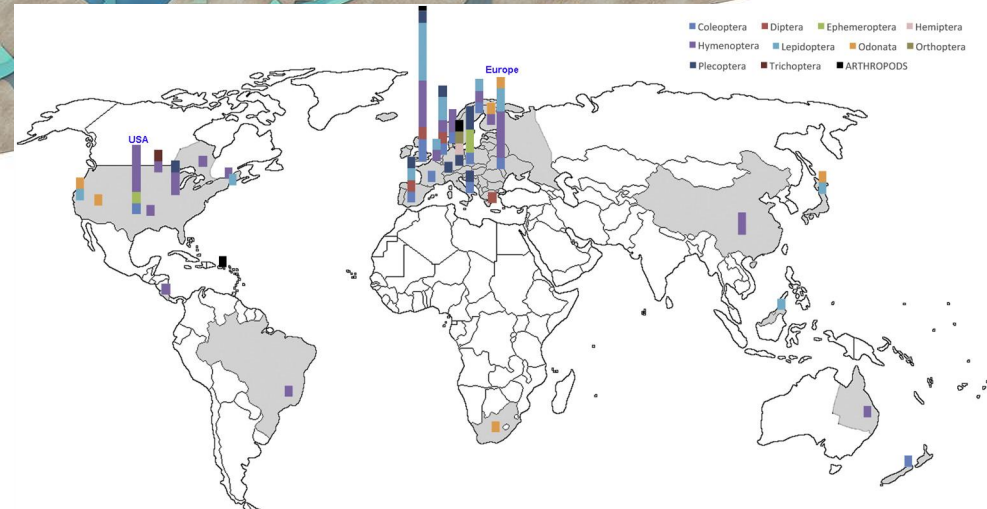 Coleoptera Diptera Ephemeroptera Hemiptera
Hymenoptera Lepidoptera Odonata Orthoptera
Plecoptera Trichoptera ARTHROPODS
Europe
USA